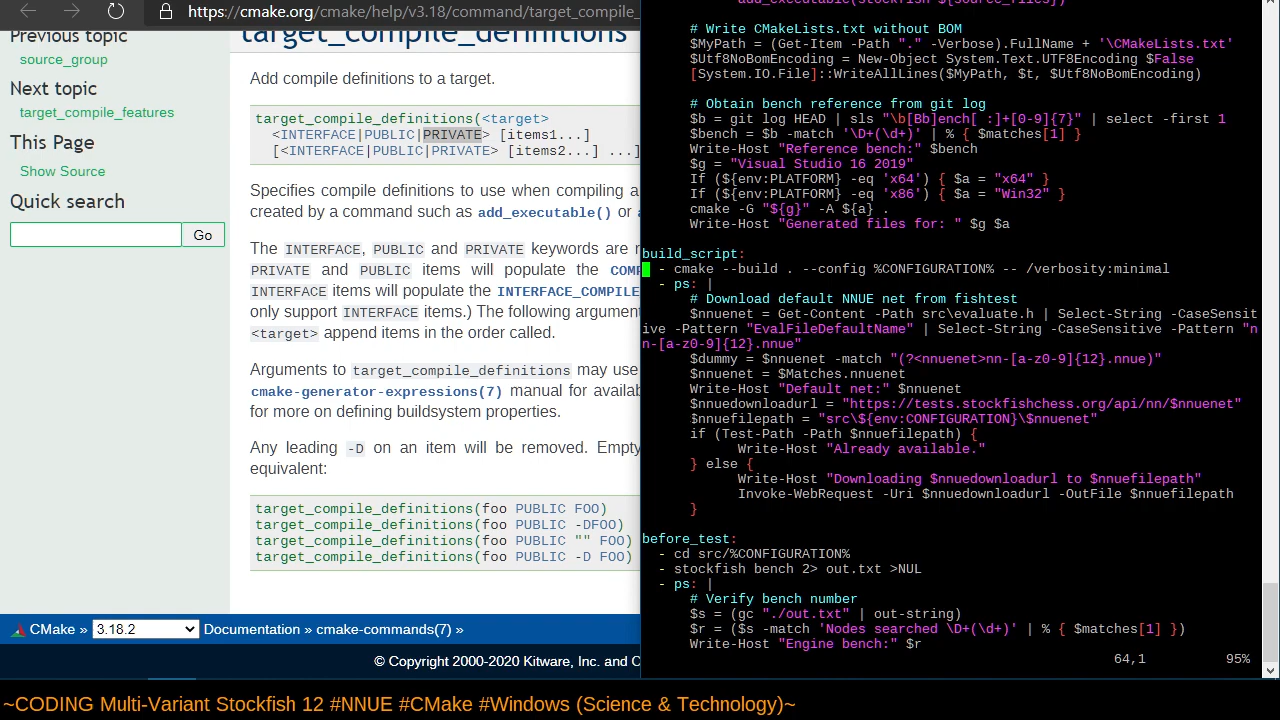 https://cmake.org/cmake/help/v3.18/command/target_compile_
Previous topic
source_group
Next topic
target_compile_features
This Page
Show Source
Quick search
Go
target_compile_definitions
Add compile definitions to a target.
target_compile_definitions(<target>
<INTERFACE|PUBLIC|PRIVATE> [items1...]
[<INTERFACE|PUBLIC|PRIVATE> [items2...] ...]
Specifies compile definitions to use when compiling a
created by a command such as add_executable() or
The INTERFACE, PUBLIC and PRIVATE keywords are r
PRIVATE and PUBLIC items will populate the COMP
INTERFACE items will populate the INTERFACE_COMPILE
only support INTERFACE items.) The following argument
<target> append items in the order called.
Arguments to target_compile_definitions may use
cmake-generator-expressions(7) manual for availab
for more on defining buildsystem properties.
Any leading -D on an item will be removed. Empty
equivalent:
target_compile_definitions(foo PUBLIC FOO)
target_compile_definitions(foo PUBLIC -DFOO)
target_compile_definitions(foo PUBLIC "" FOO)
target_compile_definitions(foo PUBLIC -D FOO)
CMake » 3.18.2 Documentation » cmake-commands(7) »
© Copyright 2000-2020 Kitware, Inc. and C
add_executable(stockfish ${source_files})
# Write CMakeLists.txt without BOM
$MyPath = (Get-Item -Path "." -Verbose).FullName + '\CMakeLists.txt'
$Utf8NoBomEncoding = New-Object System.Text.UTF8Encoding $False
[System.IO.File]::WriteAllLines($MyPath, $t, $Utf8NoBomEncoding)
# Obtain bench reference from git log
$b = git log HEAD | sls "\b[Bb]ench[ :]+[0-9]{7}" | select -first 1
$bench = $b -match '\D+(\d+)' | % { $matches[1] }
Write-Host "Reference bench:" $bench
$g = "Visual Studio 16 2019"
If (${env:PLATFORM} -eq 'x64') { $a = "x64" }
If (${env:PLATFORM} -eq 'x86') { $a = "Win32" }
cmake -G "${g}" -A ${a} .
Write-Host "Generated files for: " $g $a
build_script:
- cmake --build . --config %CONFIGURATION% -- /verbosity:minimal
- ps: |
# Download default NNUE net from fishtest
$nnuenet = Get-Content -Path src\evaluate.h | Select-String -CaseSensit
ive -Pattern "EvalFileDefaultName" | Select-String -CaseSensitive -Pattern "n
n-[a-z0-9]{12}.nnue"
$dummy = $nnuenet -match "(?<nnuenet>nn-[a-z0-9]{12}.nnue)"
$nnuenet = $Matches.nnuenet
Write-Host "Default net:" $nnuenet
$nnuedownloadurl = "https://tests.stockfishchess.org/api/nn/$nnuenet"
$nnuefilepath = "src\${env:CONFIGURATION}\$nnuenet"
if (Test-Path -Path $nnuefilepath) {
Write-Host "Already available."
} else {
Write-Host "Downloading $nnuedownloadurl to $nnuefilepath"
Invoke-WebRequest -Uri $nnuedownloadurl -OutFile $nnuefilepath
}
before_test:
- cd src/%CONFIGURATION%
- stockfish bench 2> out.txt >NUL
- ps: |
# Verify bench number
$s = (gc "./out.txt" | out-string)
$r = ($s -match 'Nodes searched \D+(\d+)' | % { $matches[1] })
Write-Host "Engine bench:" $r
64,1 95%
~CODING Multi-Variant Stockfish 12 #NNUE #CMake #Windows (Science & Technology)~